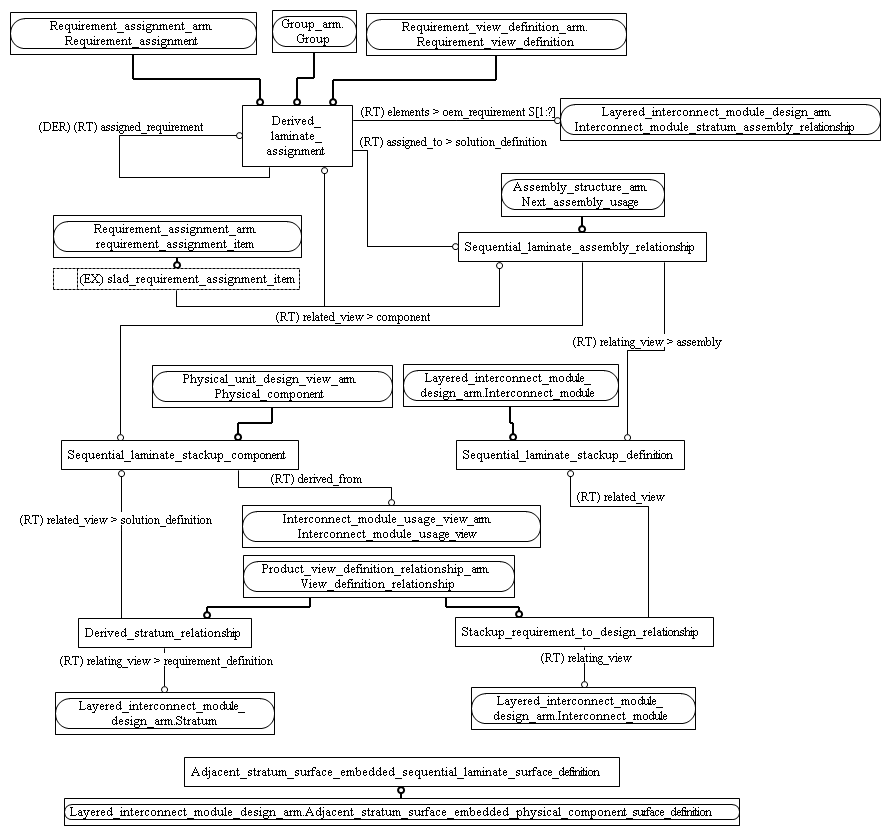 Requirement_assignment_arm.
Requirement_assignment
Group_arm.
Group
Requirement_view_definition_arm.
Requirement_view_definition
(DER) (RT) assigned_requirement
Derived_
laminate_
assignment
(RT) elements > oem_requirement S[1:?]
Layered_interconnect_module_design_arm.
Interconnect_module_stratum_assembly_relationship
(RT) assigned_to > solution_definition
Assembly_structure_arm.
Next_assembly_usage
Requirement_assignment_arm.
requirement_assignment_item
Sequential_laminate_assembly_relationship
(EX) slad_requirement_assignment_item
(RT) related_view > component
(RT) relating_view > assembly
Physical_unit_design_view_arm.
Physical_component
Layered_interconnect_module_
design_arm.Interconnect_module
Sequential_laminate_stackup_component
Sequential_laminate_stackup_definition
(RT) derived_from
(RT) related_view
(RT) related_view > solution_definition
Interconnect_module_usage_view_arm.
Interconnect_module_usage_view
Product_view_definition_relationship_arm.
View_definition_relationship
Derived_stratum_relationship
Stackup_requirement_to_design_relationship
(RT) relating_view > requirement_definition
(RT) relating_view
Layered_interconnect_module_
design_arm.Stratum
Layered_interconnect_module_
design_arm.Interconnect_module
Adjacent_stratum_surface_embedded_sequential_laminate_surface_definition
Layered_interconnect_module_design_arm.Adjacent_stratum_surface_embedded_physical_component_surface_definition